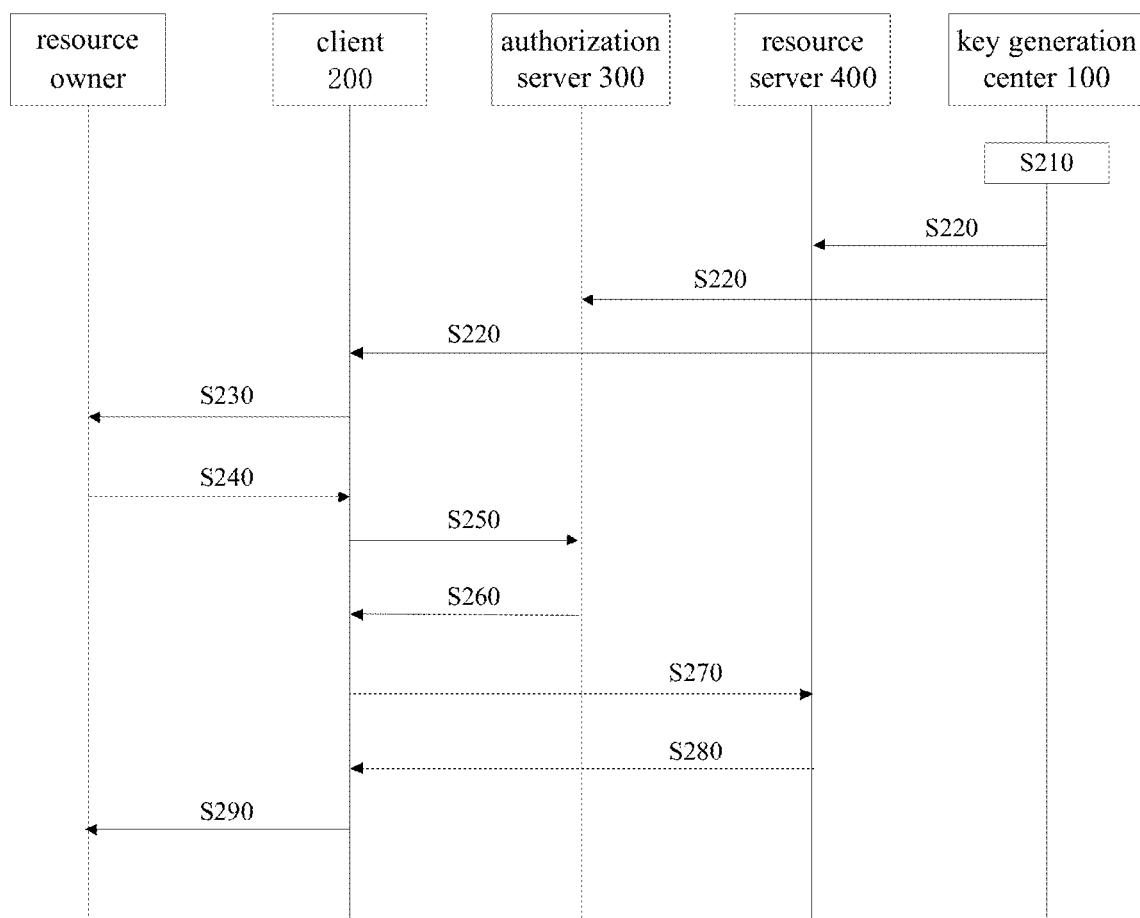 resource
owner
client
200
authorization
server 300
resource
server 400
key generation
center 100
S210
S220
S220
S220
S230
S240
S250
S260
S270
S280
S290